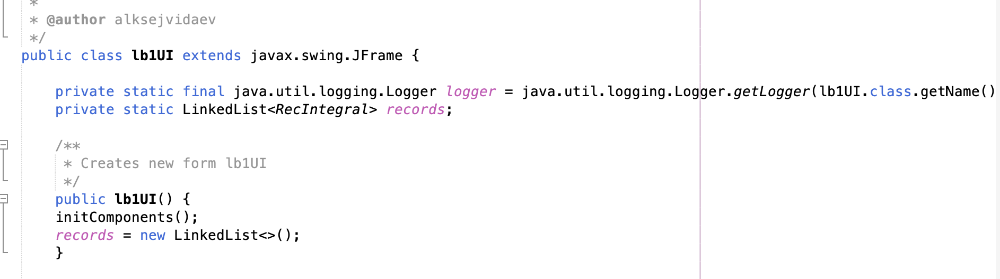 *
* @author alksejvidaev
*/
public class lb1UI extends javax.swing.JFrame {
private static final java.util.logging.Logger logger = java.util.logging.Logger.getLogger(lb1UI.class.getName()
private static LinkedList<RecIntegral> records;
/**
* Creates new form lb1UI
*/
public lb1UI() {
initComponents();
records = new LinkedList<>();
}